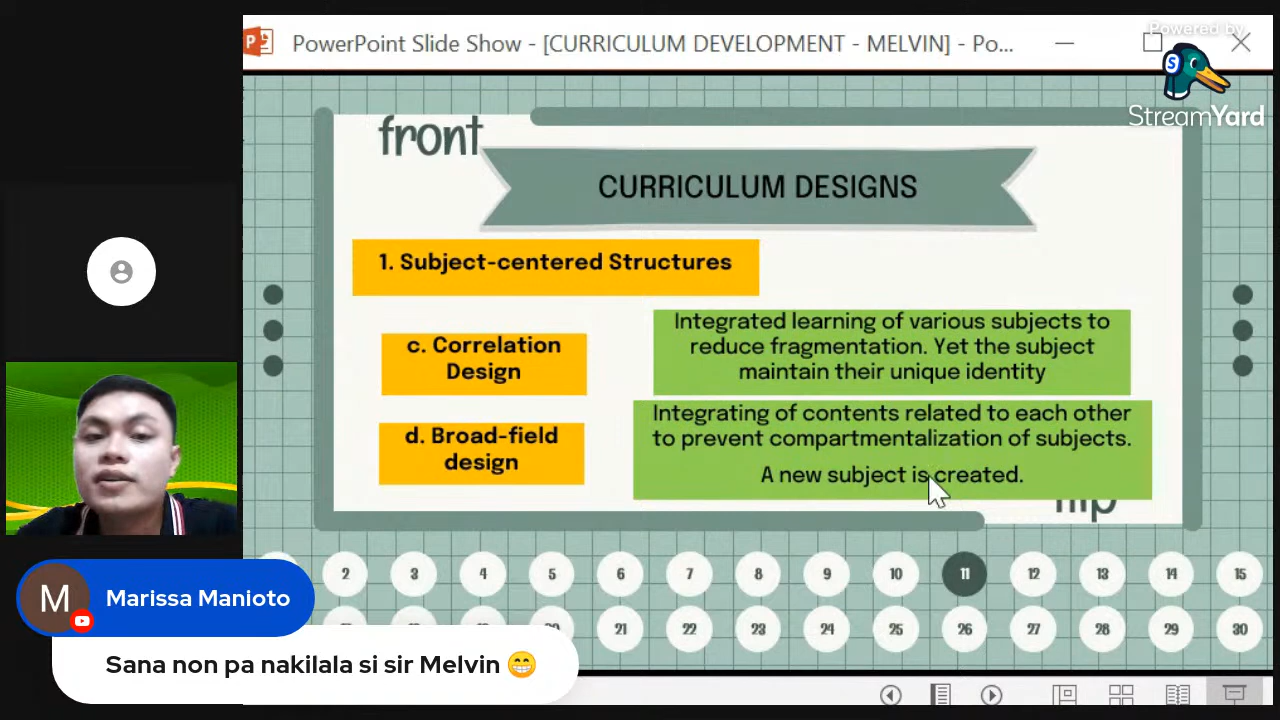 PowerPoint Slide Show - [CURRICULUM DEVELOPMENT - MELVIN] - Po...
Powered by
StreamYard
front
CURRICULUM DESIGNS
1. Subject-centered Structures
c. Correlation
Design
Integrated learning of various subjects to
reduce fragmentation. Yet the subject
maintain their unique identity
d. Broad-field
design
Integrating of contents related to each other
to prevent compartmentalization of subjects.
A new subject is created.
flip
2 3 4 5 6 7 8 9 10 11 12 13 14 15
21 22 23 24 25 26 27 28 29 30
M
Marissa Manioto
Sana non pa nakilala si sir Melvin 😁